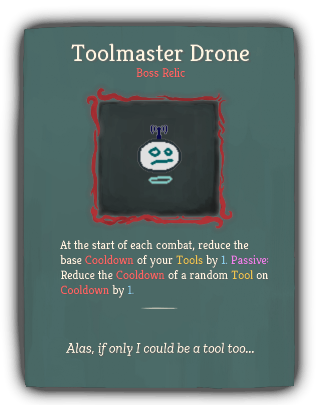 Toolmaster Drone
Boss Relic
At the start of each combat, reduce the
base Cooldown of your Tools by 1. Passive:
Reduce the Cooldown of a random Tool on
Cooldown by 1.
Alas, if only I could be a tool too...